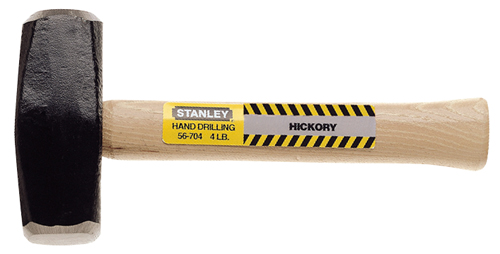 STANLEY
HAND DRILLING
56-704 4 LB.
HICKORY